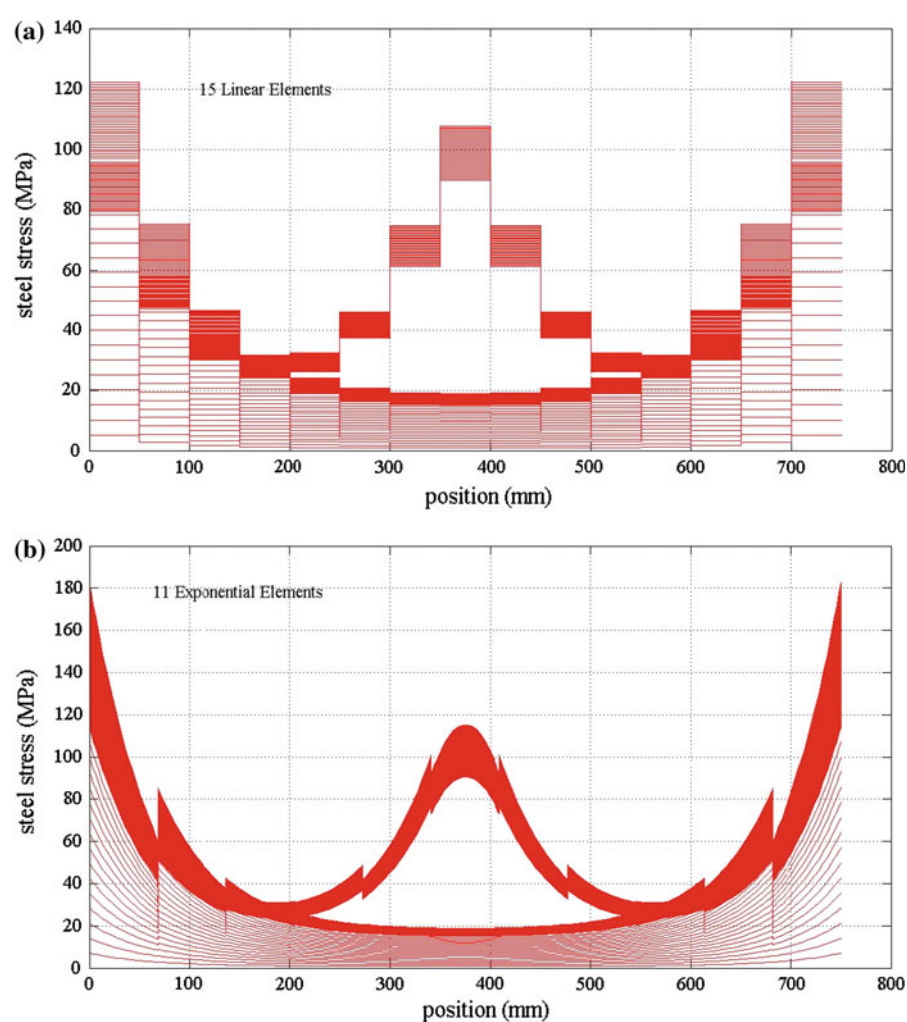 (a)
140
120
100
80
60
40
20
0
steel stress (MPa)
15 Linear Elements
0 100 200 300 400 500 600 700 800
position (mm)
(b)
200
180
160
140
120
100
80
60
40
20
0
steel stress (MPa)
11 Exponential Elements
0 100 200 300 400 500 600 700 800
position (mm)